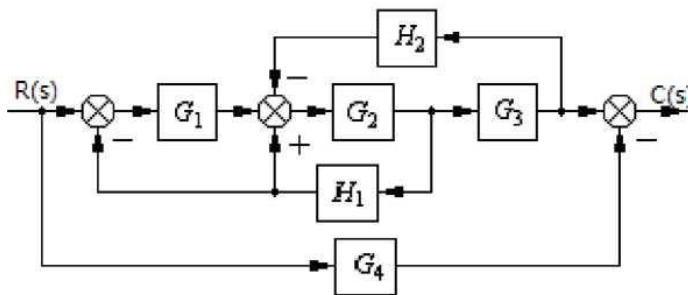 H₂
−
R(s)
G₁
G₂
G₃
C(s)
−
+
−
H₁
G₄